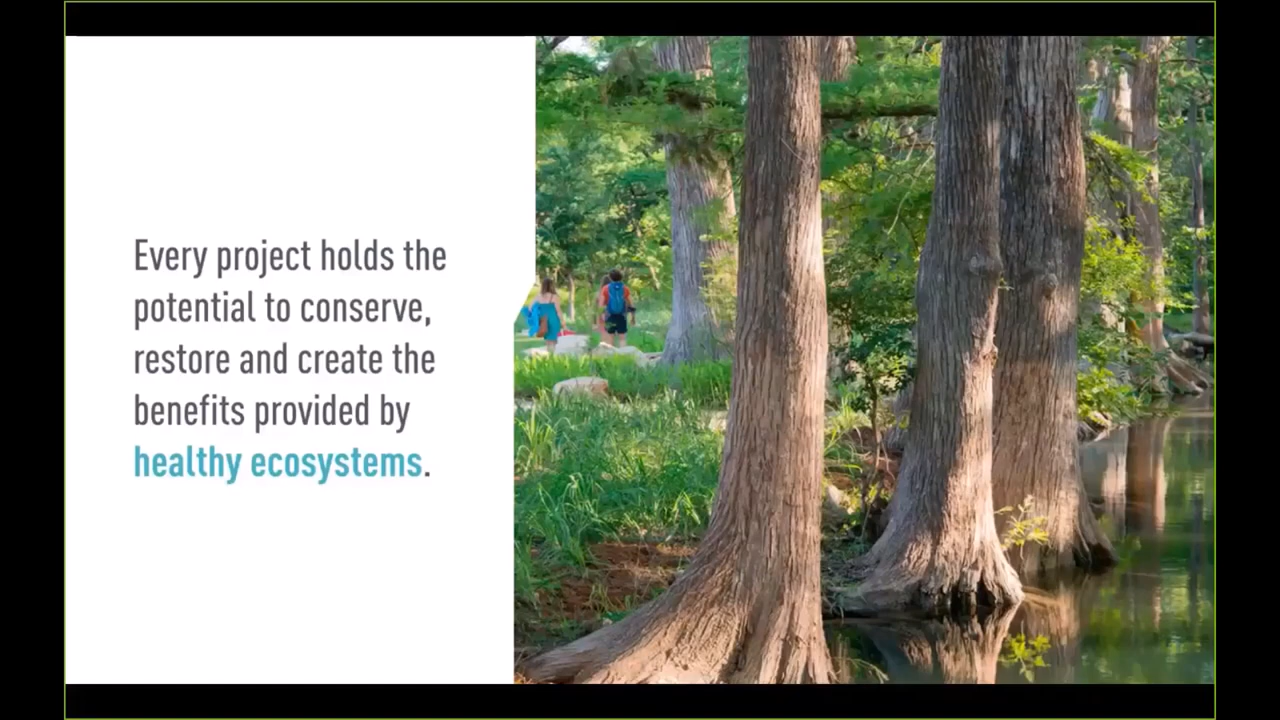 Every project holds the
potential to conserve,
restore and create the
benefits provided by
healthy ecosystems.